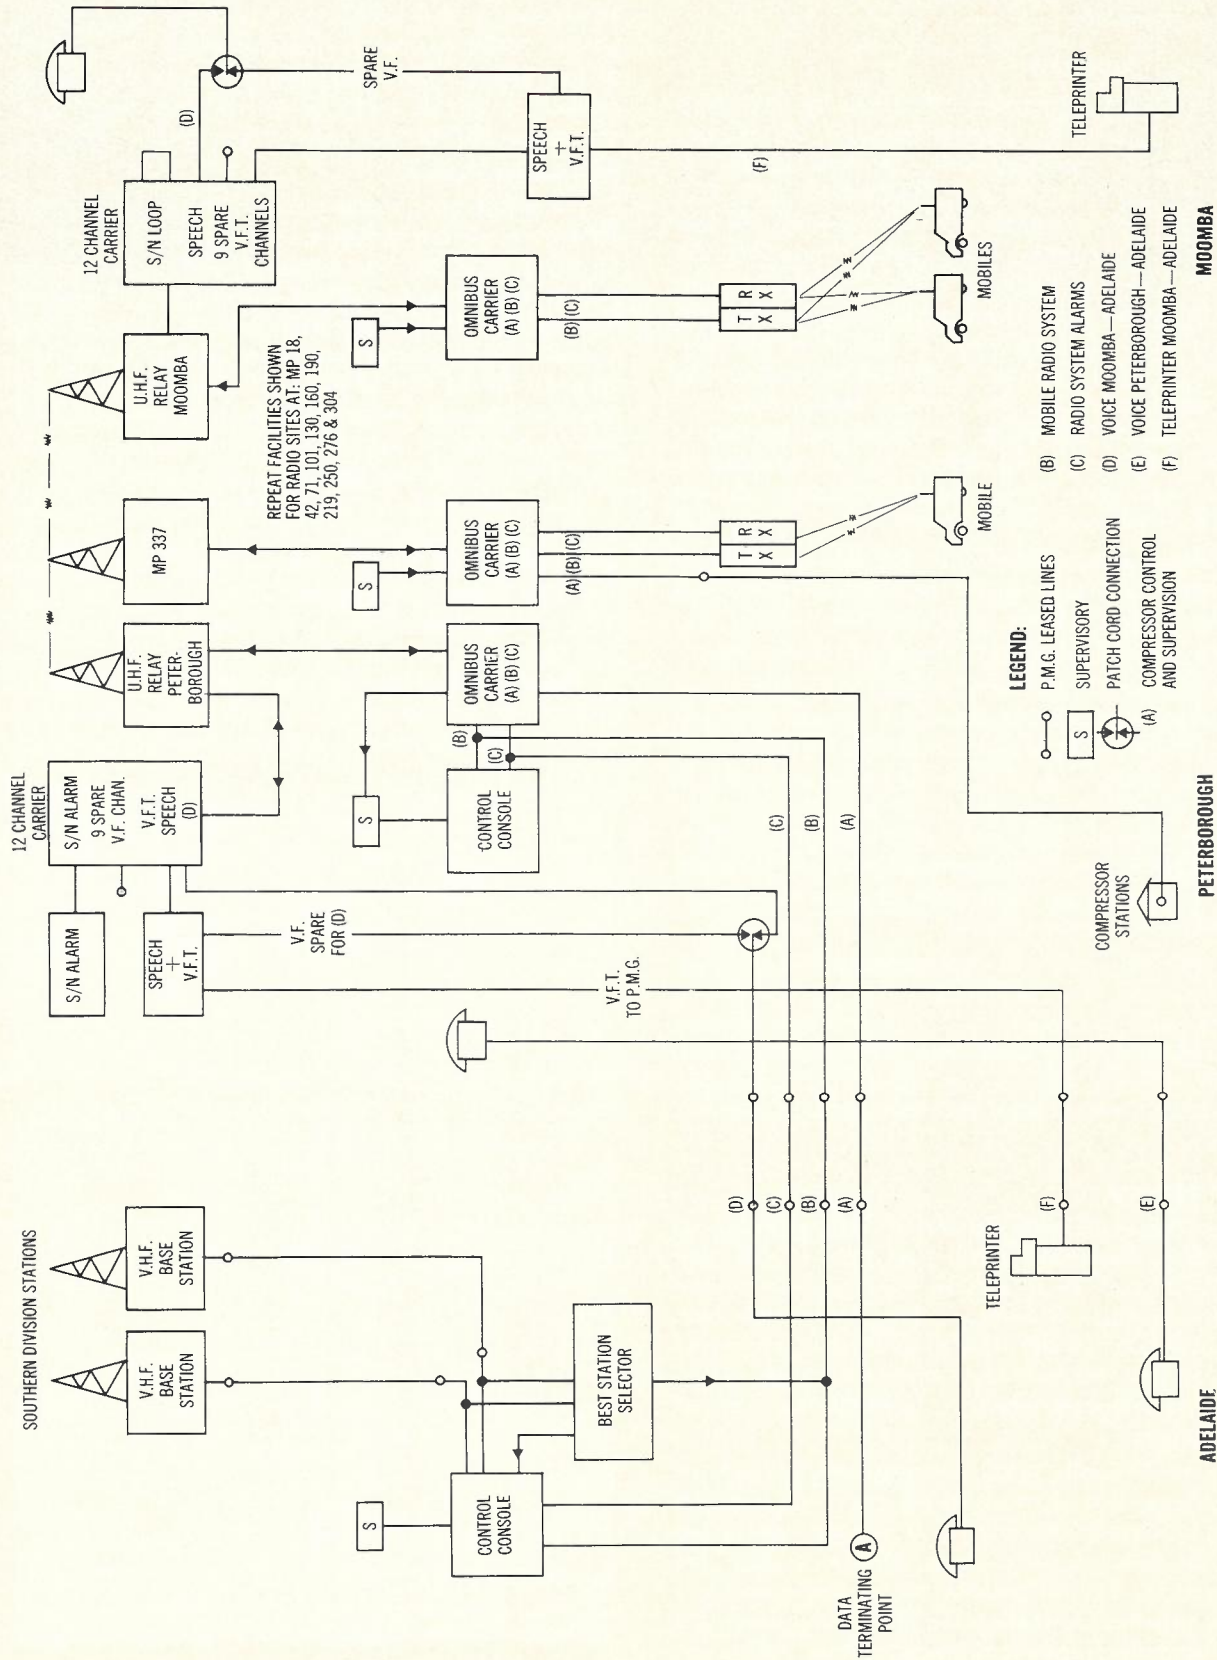 SOUTHERN DIVISION STATIONS
V.H.F.
BASE
STATION
V.H.F.
BASE
STATION
S
CONTROL
CONSOLE
BEST STATION
SELECTOR
DATA
TERMINATING
POINT
A
(D)
(C)
(B)
(A)
TELEPRINTER
(F)
(E)
ADELAIDE
12 CHANNEL
CARRIER
S/N ALARM
S/N ALARM
9 SPARE
V.F. CHAN.
V.F.T.
SPEECH
(D)
SPEECH
+
V.F.T.
V.F.
SPARE
FOR (D)
V.F.T.
TO P.M.G.
U.H.F.
RELAY
PETER-
BOROUGH
S
OMNIBUS
CARRIER
(A) (B) (C)
(B)
(C)
CONTROL
CONSOLE
(C)
(B)
(A)
COMPRESSOR
STATIONS
PETERBOROUGH
MP 337
REPEAT FACILITIES SHOWN
FOR RADIO SITES AT: MP 18,
42, 71, 101, 130, 160, 190,
219, 250, 276 & 304
S
OMNIBUS
CARRIER
(A) (B) (C)
(A) (B) (C)
T X
R X
MOBILE
12 CHANNEL
CARRIER
S/N LOOP
SPEECH
9 SPARE
V.F.T.
CHANNELS
(D)
SPARE
V.F.
U.H.F.
RELAY
MOOMBA
S
OMNIBUS
CARRIER
(A) (B) (C)
(B) (C)
T X
R X
MOBILES
SPEECH
+
V.F.T.
(F)
TELEPRINTER
LEGEND:
P.M.G. LEASED LINES
S SUPERVISORY
PATCH CORD CONNECTION
(A) COMPRESSOR CONTROL
AND SUPERVISION
(B) MOBILE RADIO SYSTEM
(C) RADIO SYSTEM ALARMS
(D) VOICE MOOMBA—ADELAIDE
(E) VOICE PETERBOROUGH—ADELAIDE
(F) TELEPRINTER MOOMBA—ADELAIDE
MOOMBA